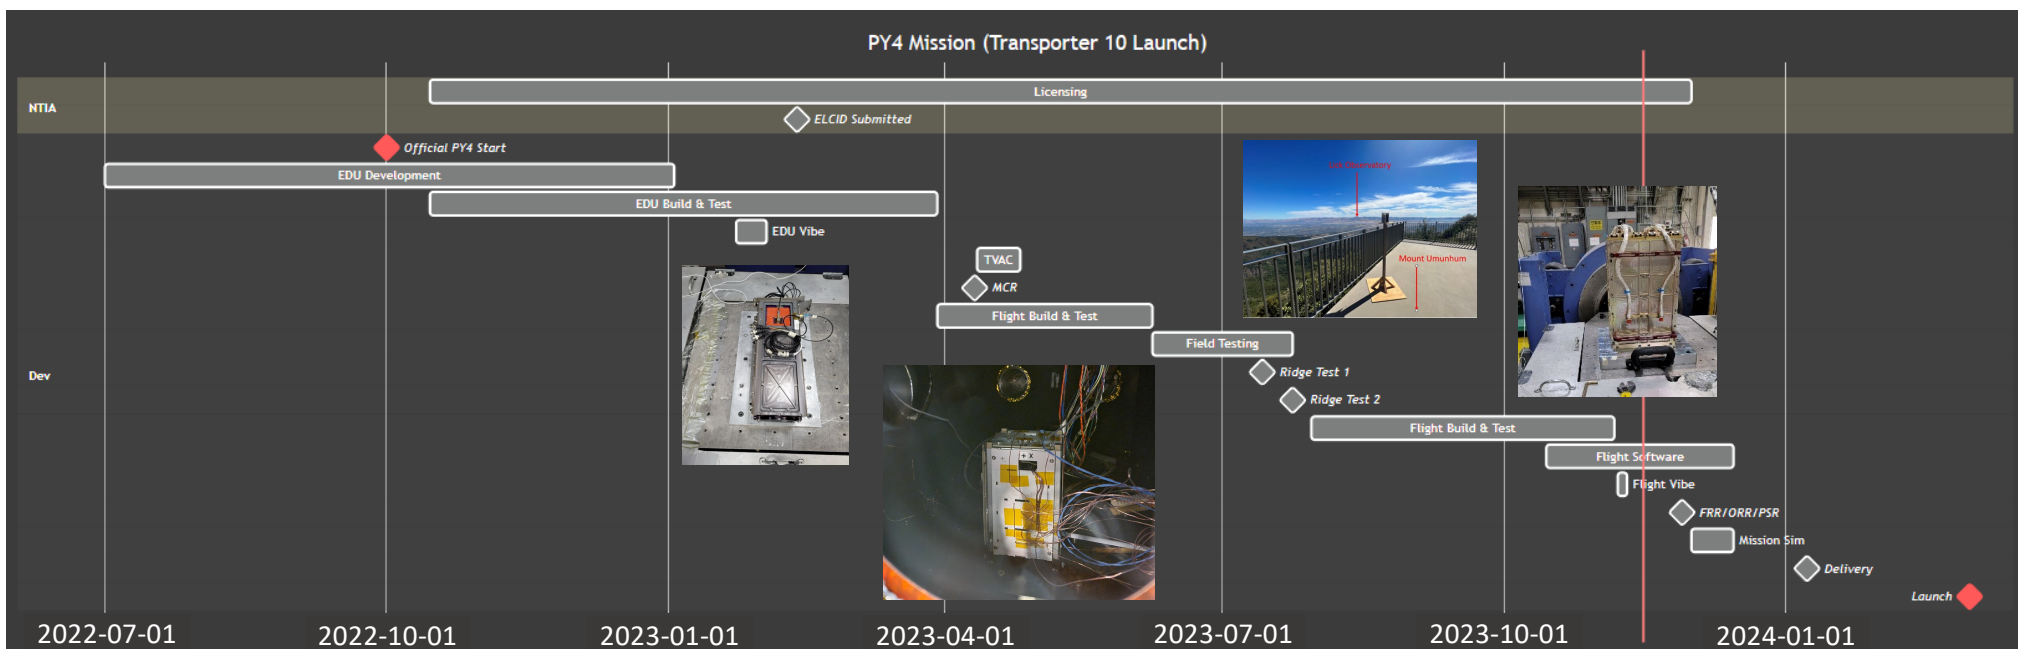 PY4 Mission (Transporter 10 Launch)
NTIA
Licensing
ELCID Submitted
Official PY4 Start
EDU Development
EDU Build & Test
EDU Vibe
TVAC
MCR
Flight Build & Test
Field Testing
Dev
Ridge Test 1
Ridge Test 2
Flight Build & Test
Flight Software
Flight Vibe
FRR/ORR/PSR
Mission Sim
Delivery
Launch
Observatory
Mount Umunhum
+ X
2022-07-01
2022-10-01
2023-01-01
2023-04-01
2023-07-01
2023-10-01
2024-01-01